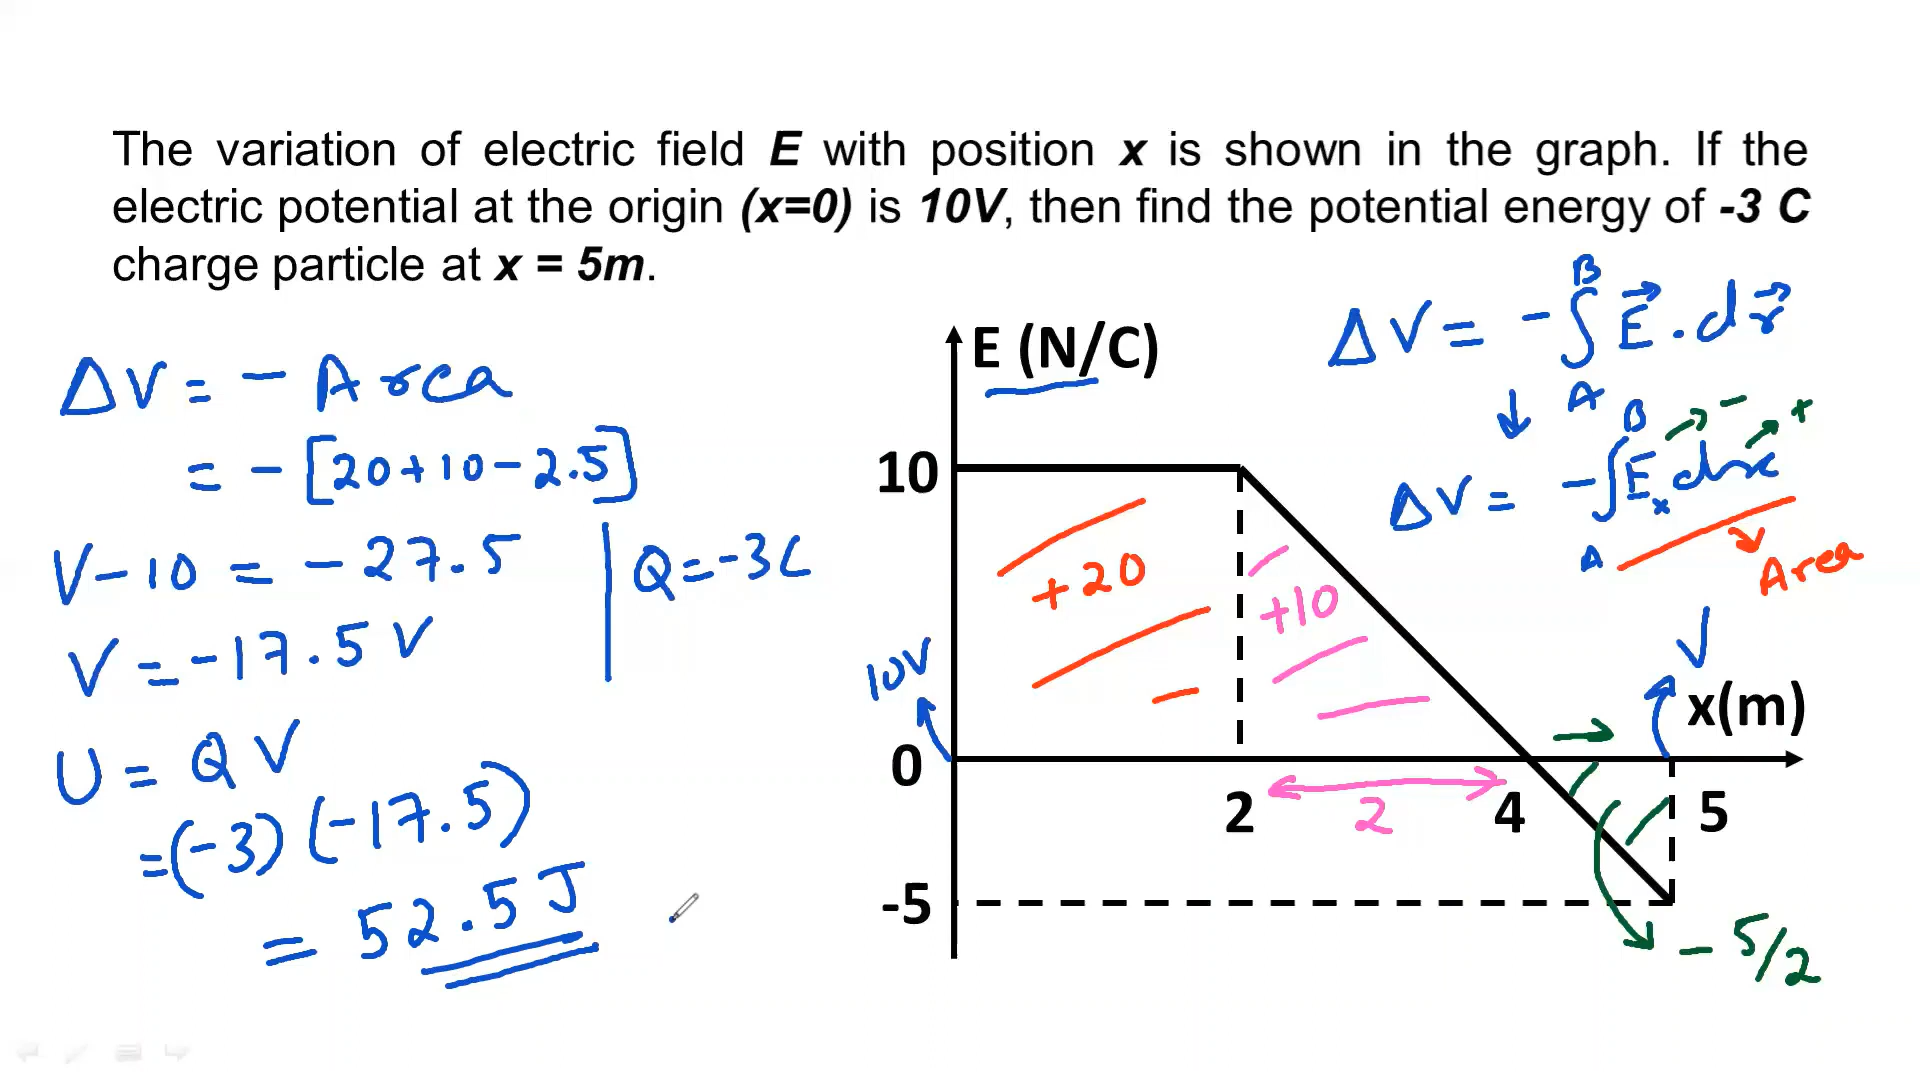 The variation of electric field E with position x is shown in the graph. If the
electric potential at the origin (x=0) is 10V, then find the potential energy of -3 C
charge particle at x = 5m.
ΔV = - Area
= - [20+10-2.5]
V-10 = -27.5
V = -17.5 V
Q = -3C
U = QV
= (-3) (-17.5)
= 52.5 J
E (N/C)
10
+20
+10
10V
0
2
2
4
5
-5
- 5/2
x(m)
V
ΔV = -∫ E⃗ . dr⃗
B
A
ΔV = -∫ Eₓ dx
B
A
- +
Area